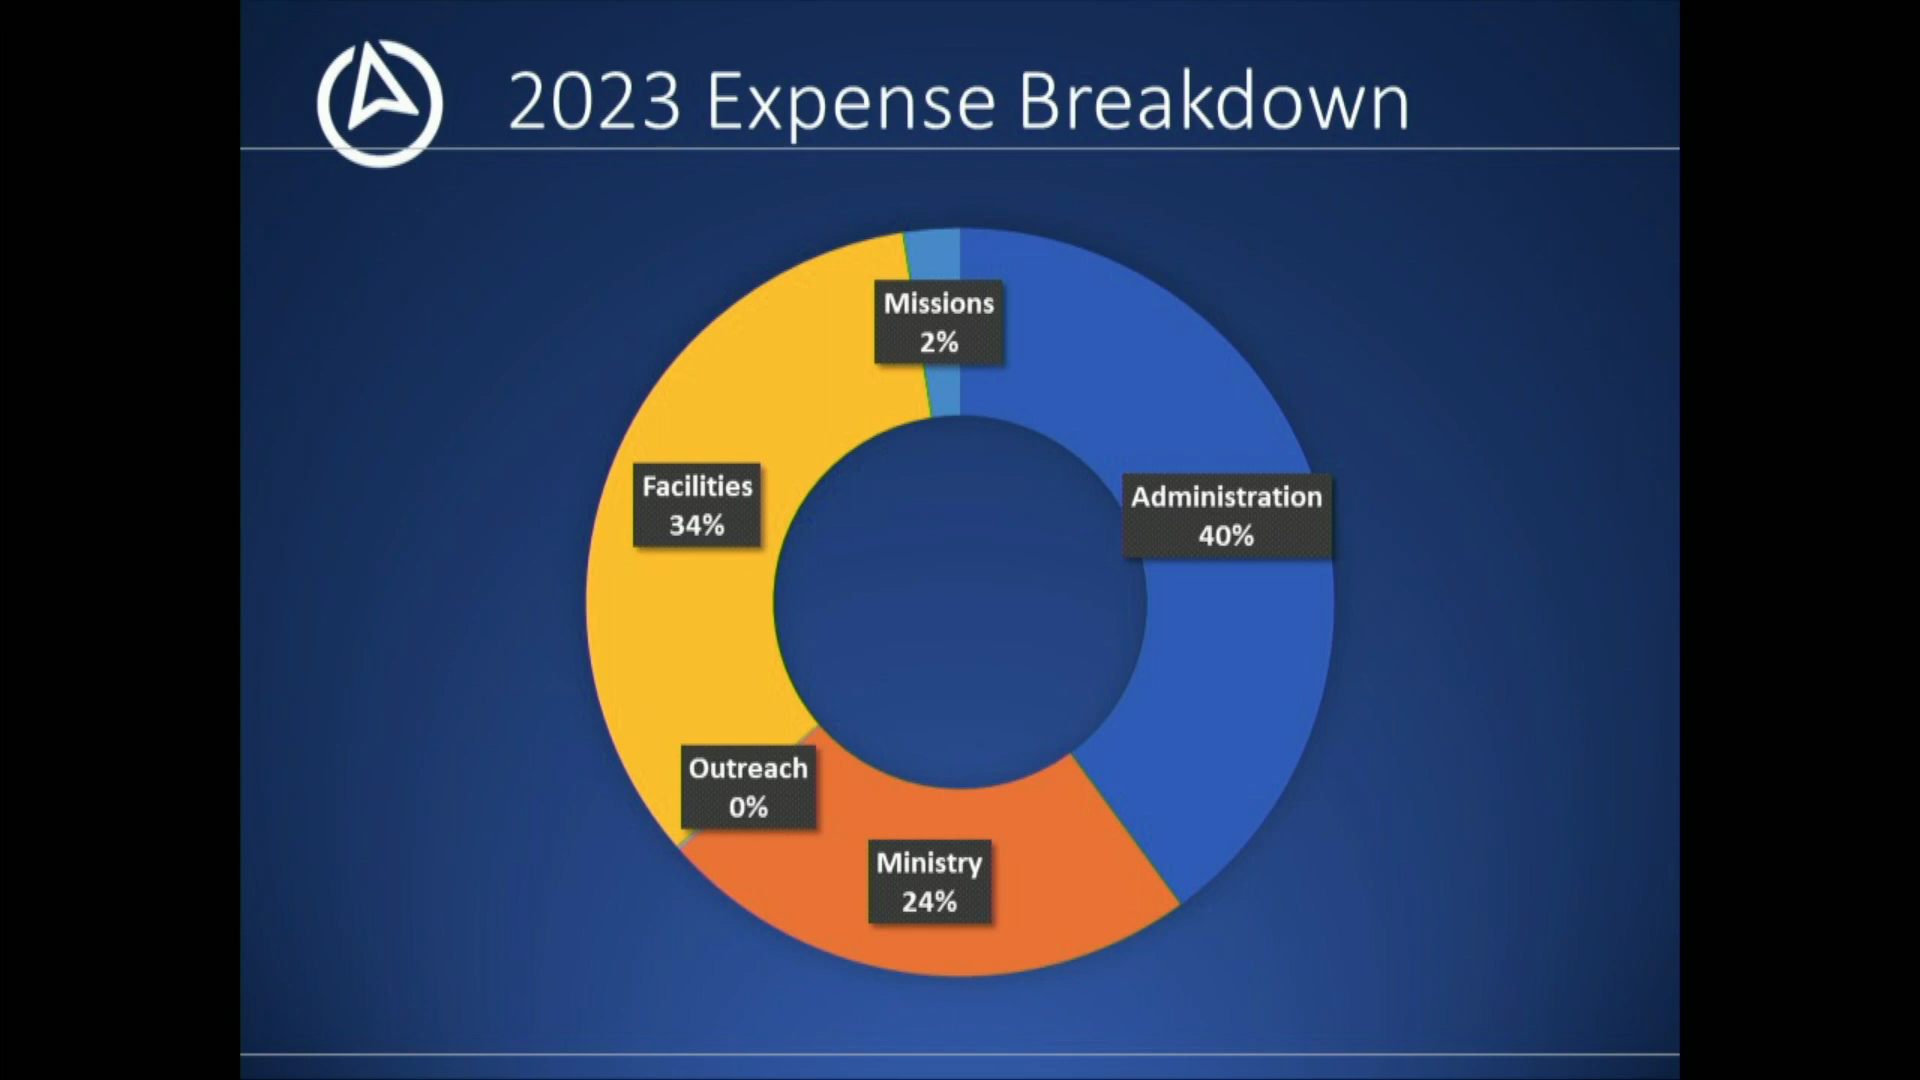 2023 Expense Breakdown
Missions
2%
Facilities
34%
Administration
40%
Outreach
0%
Ministry
24%